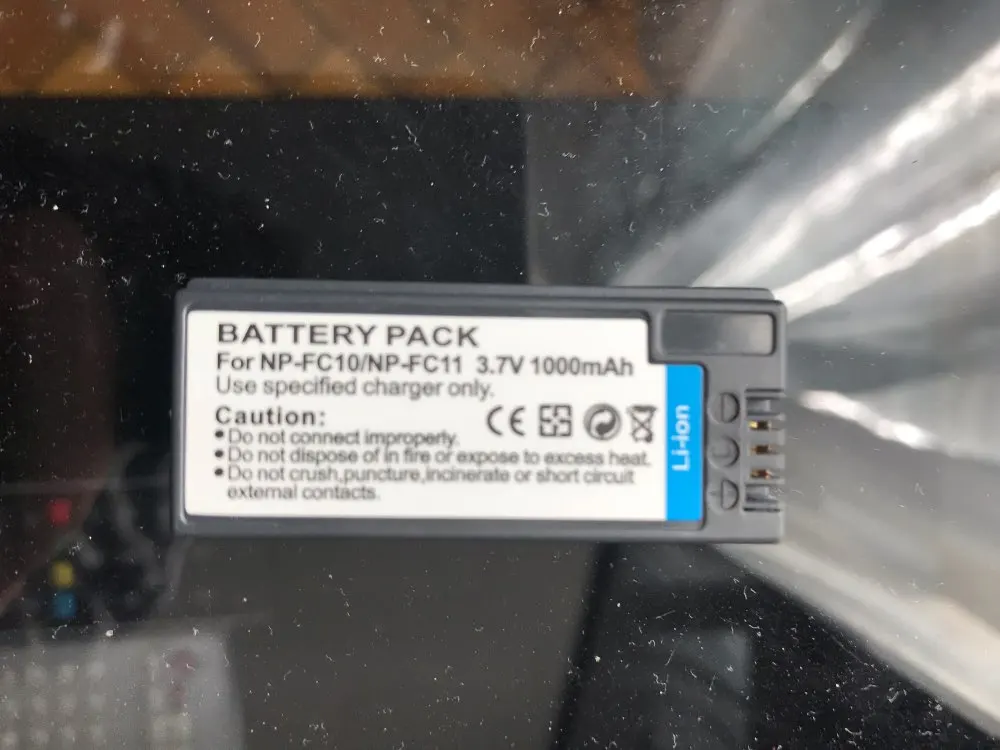 BATTERY PACK
For NP-FC10/NP-FC11 3.7V 1000mAh
Use specified charger only.
Caution:
CE
•Do not connect improperly.
•Do not dispose of in fire or expose to excess heat.
•Do not crush,puncture,incinerate or short circuit
external contacts.
Li-ion